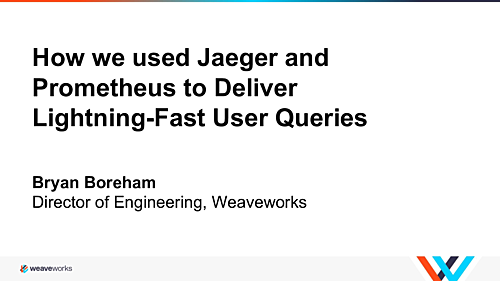 How we used Jaeger and
Prometheus to Deliver
Lightning-Fast User Queries
Bryan Boreham
Director of Engineering, Weaveworks
weaveworks